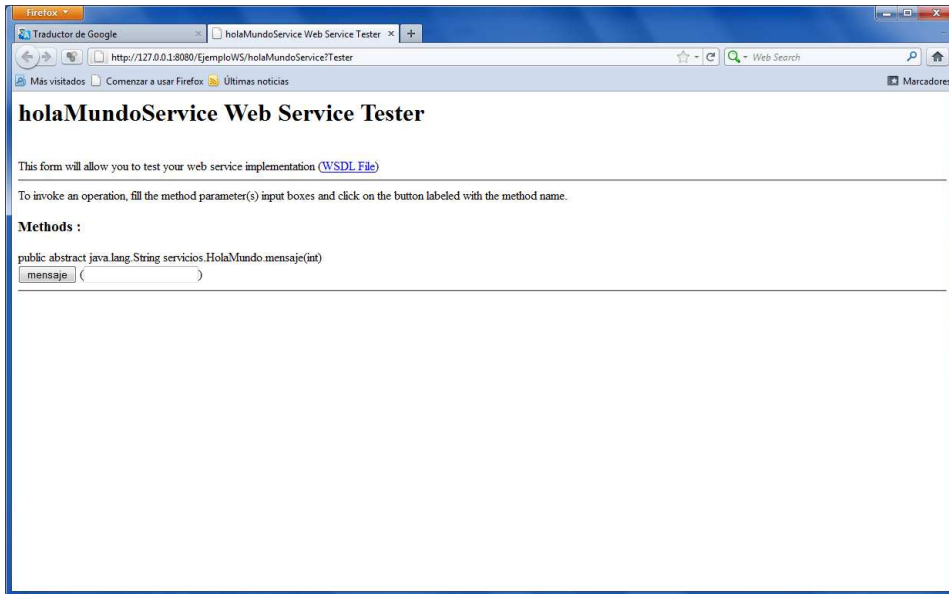 Firefox
Traductor de Google
holaMundoService Web Service Tester
http://127.0.0.1:8080/EjemploWS/holaMundoService?Tester
Web Search
Más visitados
Comenzar a usar Firefox
Últimas noticias
Marcadores
holaMundoService Web Service Tester
This form will allow you to test your web service implementation (WSDL File)
To invoke an operation, fill the method parameter(s) input boxes and click on the button labeled with the method name.
Methods :
public abstract java.lang.String servicios.HolaMundo.mensaje(int)
mensaje ( )